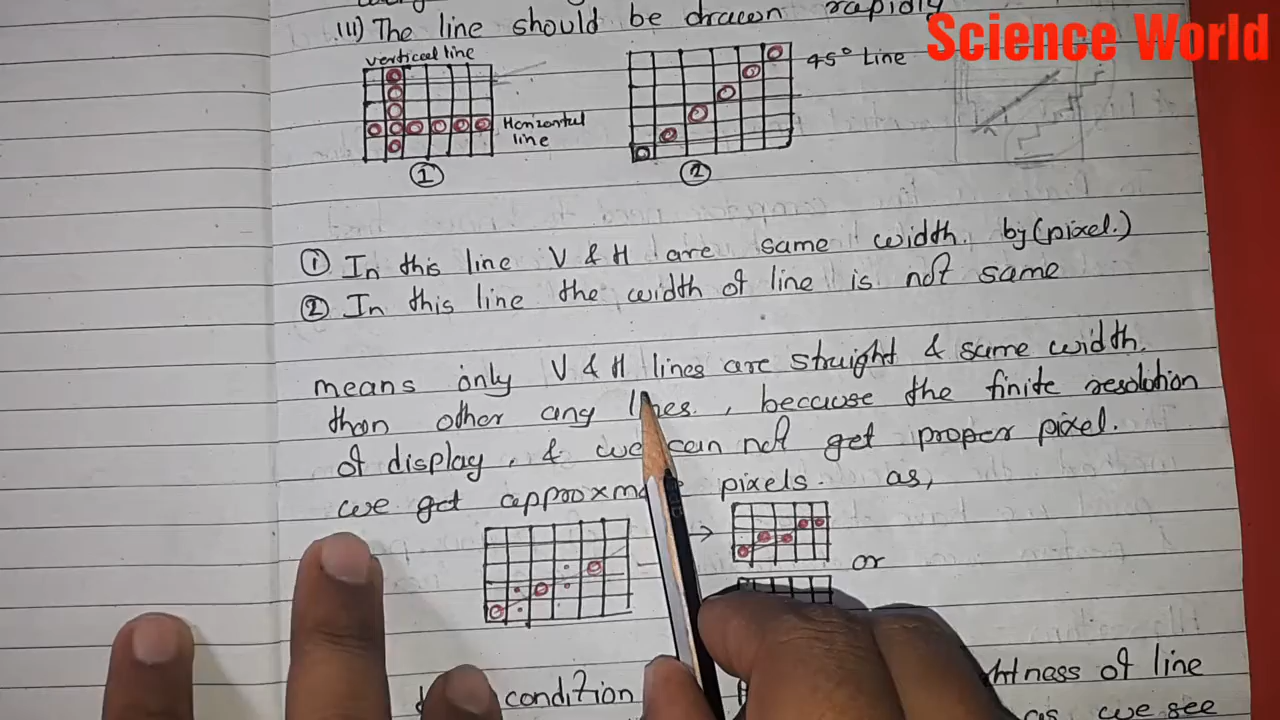 III) The line should be drawn rapidly
Science World
vertical line
Horizontal
line
①
45° Line
②
① In this line V & H are same width. by (pixel.)
② In this line the width of line is not same
means only V & H lines are straight & same width.
than other any lines., because the finite resolution
of display, & we can not get proper pixel.
we get approxmate pixels. as,
or
condition
of line
as we see